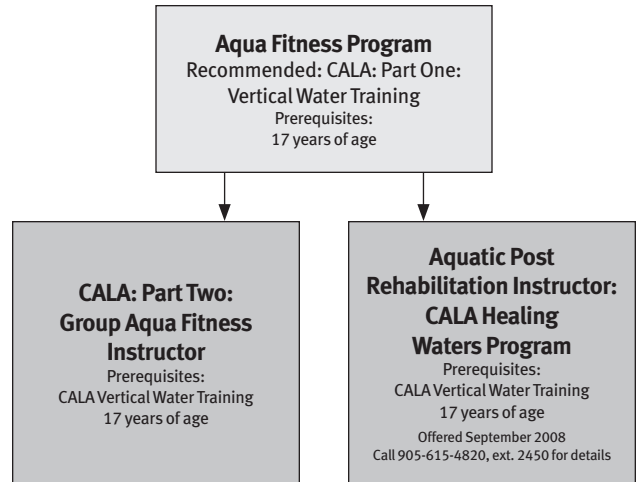 Aqua Fitness Program
Recommended: CALA: Part One:
Vertical Water Training
Prerequisites:
17 years of age
CALA: Part Two:
Group Aqua Fitness
Instructor
Prerequisites:
CALA Vertical Water Training
17 years of age
Aquatic Post
Rehabilitation Instructor:
CALA Healing
Waters Program
Prerequisites:
CALA Vertical Water Training
17 years of age
Offered September 2008
Call 905-615-4820, ext. 2450 for details